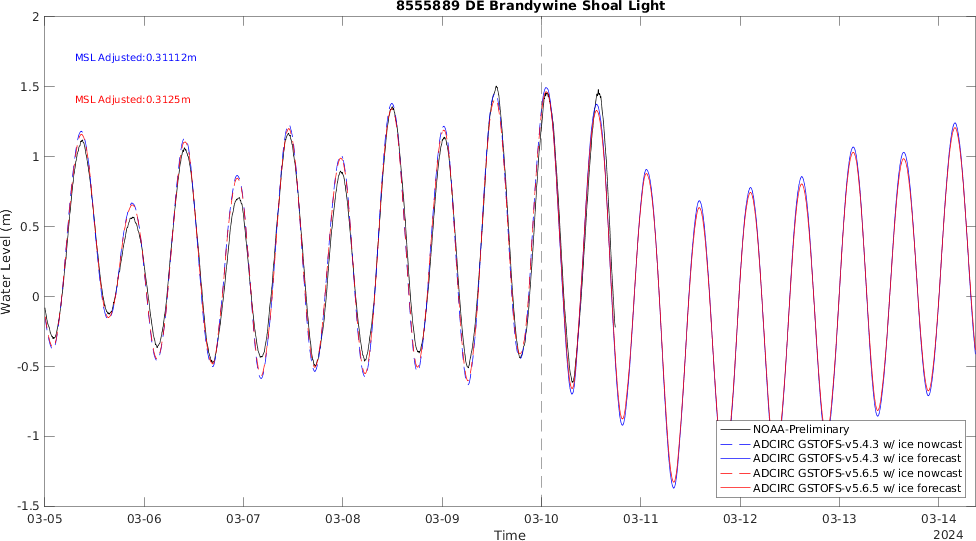 8555889 DE Brandywine Shoal Light
2
MSL Adjusted:0.31112m
1.5
MSL Adjusted:0.3125m
1
0.5
Water Level (m)
0
-0.5
-1
NOAA-Preliminary
ADCIRC GSTOFS-v5.4.3 w/ ice nowcast
ADCIRC GSTOFS-v5.4.3 w/ ice forecast
ADCIRC GSTOFS-v5.6.5 w/ ice nowcast
ADCIRC GSTOFS-v5.6.5 w/ ice forecast
-1.5
03-05 03-06 03-07 03-08 03-09 03-10 03-11 03-12 03-13 03-14
Time
2024